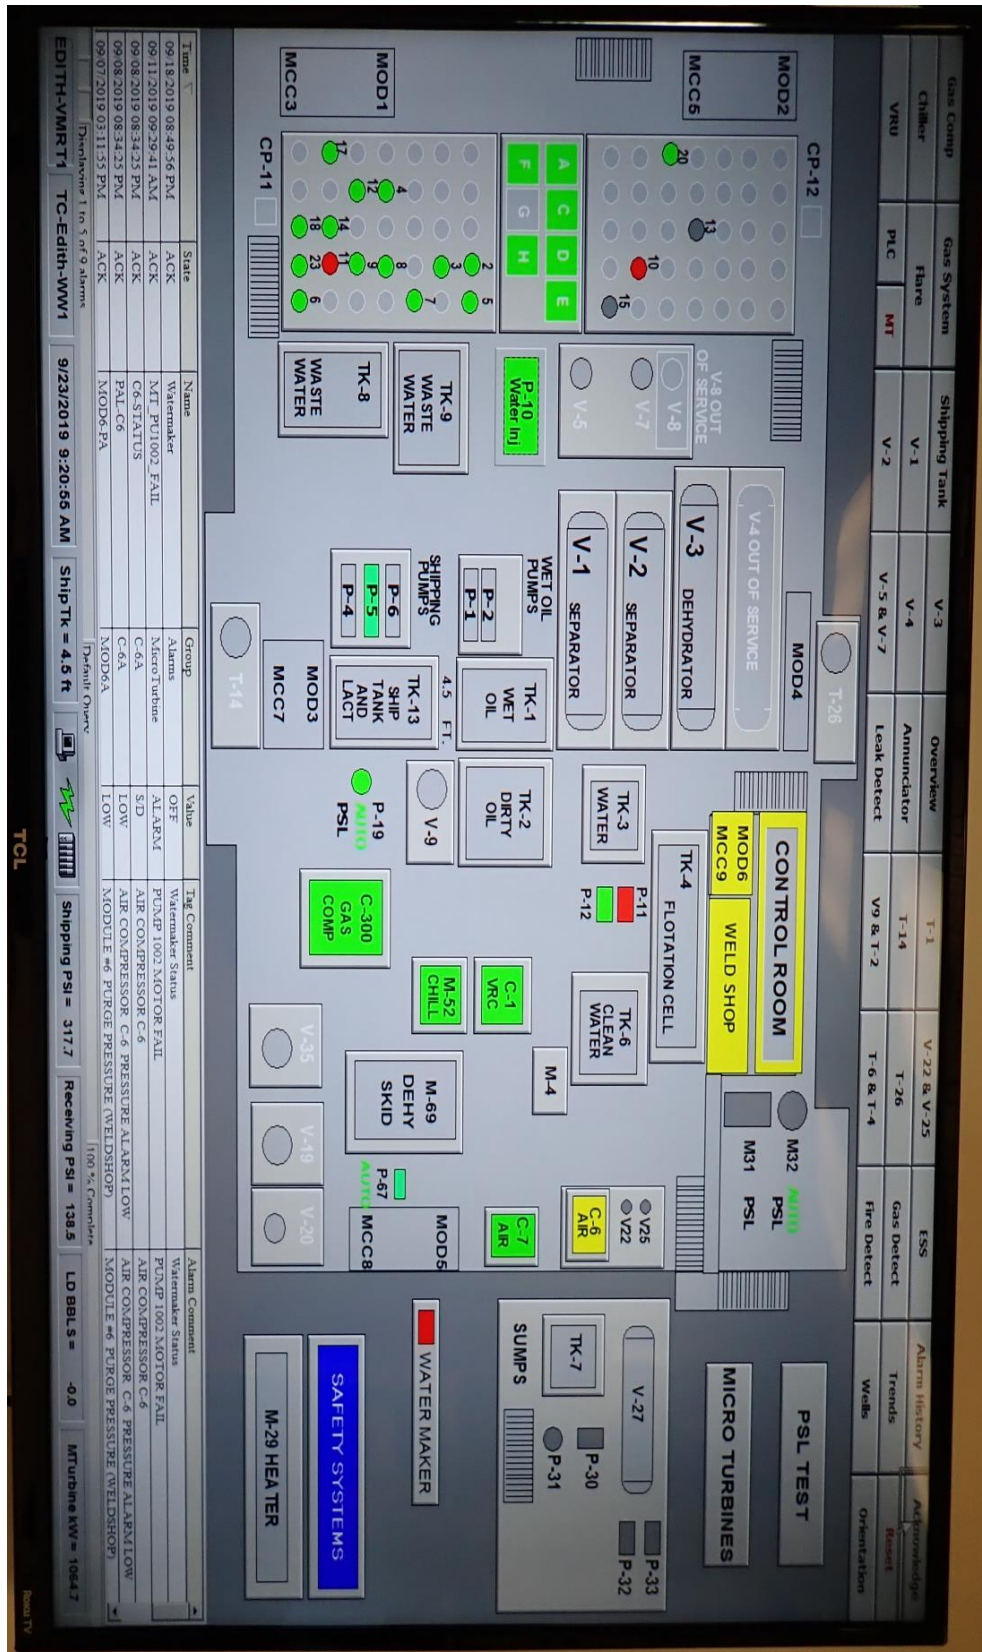 Gas Comp
Gas System
Shipping Tank
V-3
Overview
T-1
V-22 & V-25
ESS
Alarm History
Acknowledge
Chiller
Flare
V-1
V-4
Annunciator
T-14
T-26
Gas Detect
Trends
Reset
VRU
PLC
MT
V-2
V-5 & V-7
Leak Detect
V9 & T-2
T-6 & T-4
Fire Detect
Wells
Orientation
MOD2
MCC5
CP-12
20
13
10
15
V-8 OUT
OF SERVICE
V-8
V-7
V-5
V-4 OUT OF SERVICE
V-3 DEHYDRATOR
V-2 SEPARATOR
V-1 SEPARATOR
MOD4
T-26
CONTROL ROOM
MOD6
MCC9
WELD SHOP
TK-3
WATER
TK-4 FLOTATION CELL
P-11
P-12
TK-6
CLEAN
WATER
M-4
M32
AUTO
PSL
M31
PSL
V25
V22
C-6
AIR
C-7
AIR
PSL TEST
MICRO TURBINES
V-27
P-33
P-32
TK-7
P-30
P-31
SUMPS
A
C
D
E
F
G
H
P-10
Water Inj
WET OIL
PUMPS
P-2
P-1
TK-1
WET
OIL
TK-2
DIRTY
OIL
C-1
VRC
M-52
CHILL
MOD1
MCC3
CP-11
17
12
4
14
18
11
9
8
3
2
23
6
7
5
TK-9
WASTE
WATER
TK-8
WASTE
WATER
SHIPPING
PUMPS
P-6
P-5
P-4
4.5 FT.
TK-13
SHIP
TANK
AND
LACT
MOD3
MCC7
T-14
V-9
P-19
AUTO
PSL
C-300
GAS
COMP
M-69
DEHY
SKID
P-67
AUTO
MOD5
MCC8
V-35
V-19
V-20
WATER MAKER
SAFETY SYSTEMS
M-29 HEATER
Time State Name Group Value Tag Comment Alarm Comment
09/18/2019 08:49:56 PM ACK Watermaker Alarms OFF Watermaker Status Watermaker Status
09/11/2019 09:29:41 AM ACK MT_PU1002_FAIL MicroTurbine ALARM PUMP 1002 MOTOR FAIL PUMP 1002 MOTOR FAIL
09/08/2019 08:34:25 PM ACK C6-STATUS C-6A S/D AIR COMPRESSOR C-6 AIR COMPRESSOR C-6
09/08/2019 08:34:25 PM ACK PAL-C6 C-6A LOW AIR COMPRESSOR C-6 PRESSURE ALARM LOW AIR COMPRESSOR C-6 PRESSURE ALARM LOW
09/07/2019 03:11:55 PM ACK MOD6-PA MOD6A LOW MODULE #6 PURGE PRESSURE (WELDSHOP) MODULE #6 PURGE PRESSURE (WELDSHOP)
Displaying 1 to 5 of 9 alarms Default Query 100 % Complete
EDITH-VMRT1 TC-Edith-WW1 9/23/2019 9:20:55 AM Ship Tk = 4.5 ft Shipping PSI = 317.7 Receiving PSI = 138.5 LD BBLS = -0.0 MTurbine kW = 1064.7
TCL
Roku TV